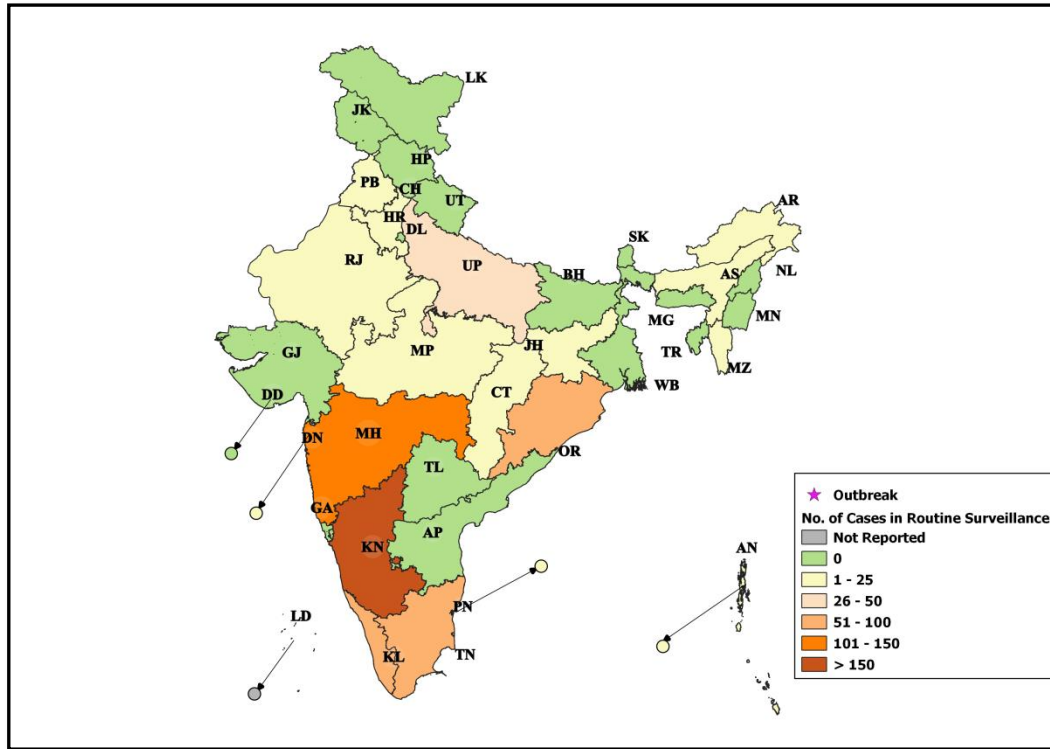 LK
JK
HP
PB
CH
UT
HR
DL
AR
SK
RJ
UP
BH
AS
NL
MG
MN
GJ
MP
JH
TR
MZ
CT
WB
DD
DN
MH
OR
TL
GA
AP
KN
AN
PN
LD
KL
TN
Outbreak
No. of Cases in Routine Surveillance
Not Reported
0
1 - 25
26 - 50
51 - 100
101 - 150
> 150